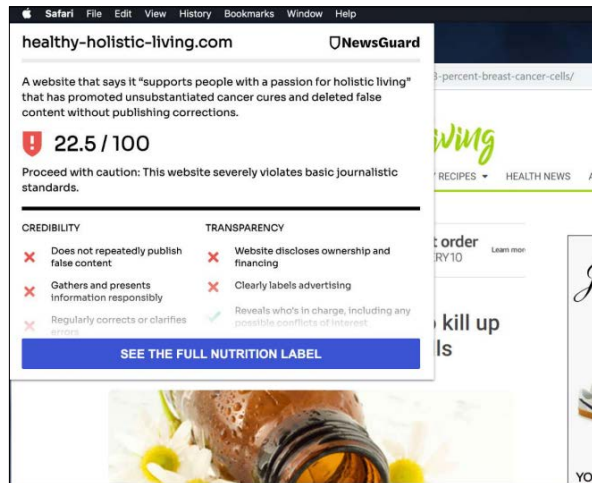 Safari File Edit View History Bookmarks Window Help
healthy-holistic-living.com
NewsGuard
A website that says it “supports people with a passion for holistic living”
that has promoted unsubstantiated cancer cures and deleted false
content without publishing corrections.
22.5 / 100
Proceed with caution: This website severely violates basic journalistic
standards.
CREDIBILITY
Does not repeatedly publish
false content
Gathers and presents
information responsibly
Regularly corrects or clarifies
errors
TRANSPARENCY
Website discloses ownership and
financing
Clearly labels advertising
Reveals who's in charge, including any
possible conflicts of interest
SEE THE FULL NUTRITION LABEL
-percent-breast-cancer-cells/
RECIPES HEALTH NEWS
order
RY10
Learn mor
kill up
ls
YO